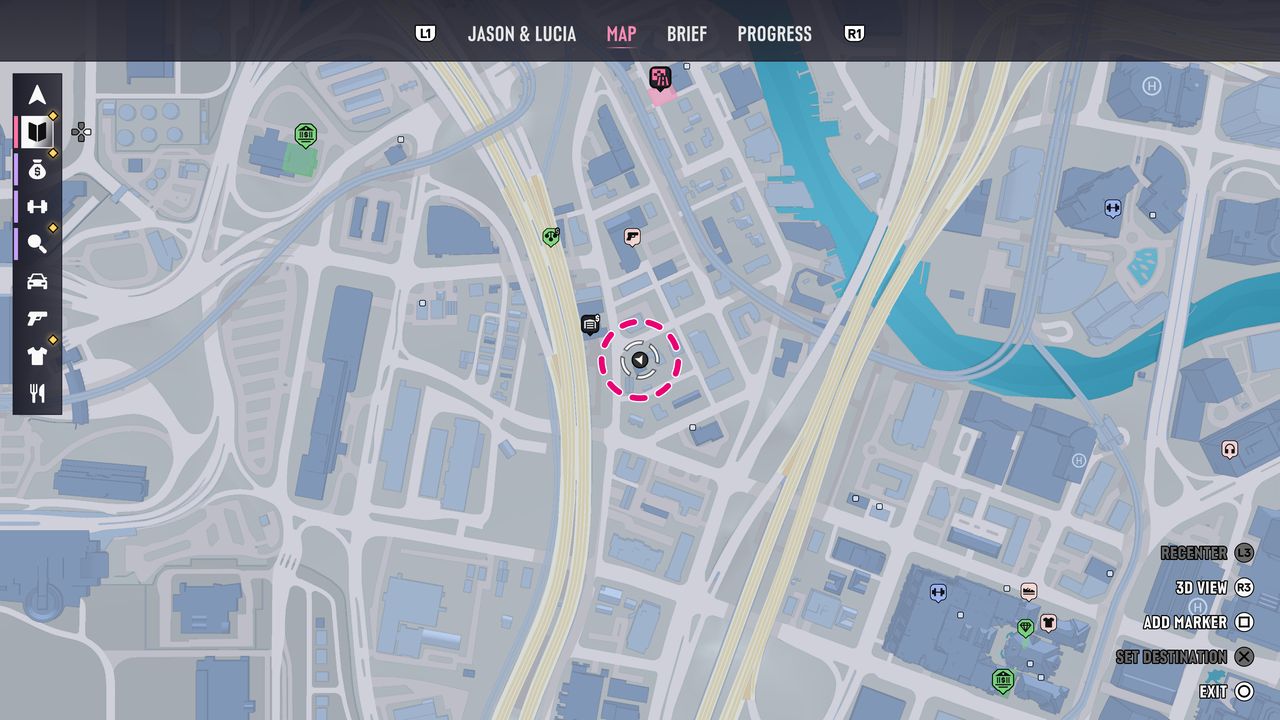 L1 JASON & LUCIA MAP BRIEF PROGRESS R1
$
H
H
RECENTER L3
3D VIEW R3
H
ADD MARKER
SET DESTINATION
EXIT